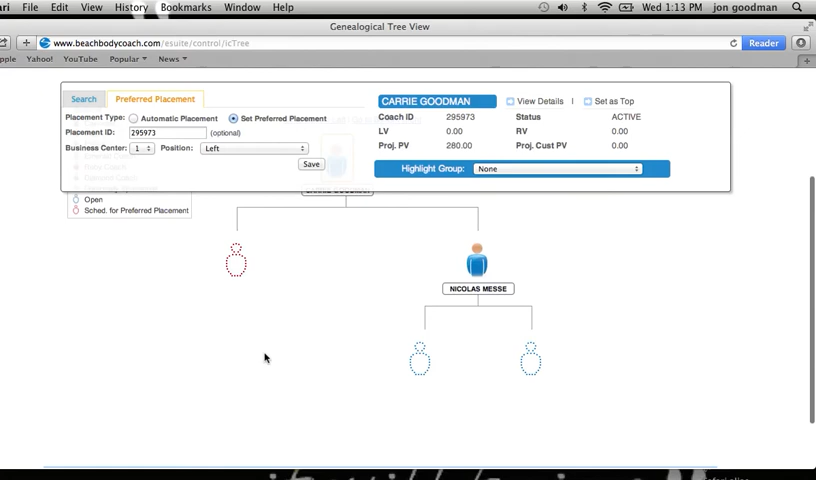 ari File Edit View History Bookmarks Window Help Wed 1:13 PM jon goodman
Genealogical Tree View
www.beachbodycoach.com/esuite/control/icTree Reader
pple Yahoo! YouTube Popular News
Search Preferred Placement
Placement Type: Automatic Placement Set Preferred Placement
Placement ID: 295973 (optional)
Business Center: 1 Position: Left
Save
CARRIE GOODMAN View Details | Set as Top
Coach ID 295973 Status ACTIVE
LV 0.00 RV 0.00
Proj. PV 280.00 Proj. Cust PV 0.00
Highlight Group: None
CARRIE GOODMAN
Open
Sched. for Preferred Placement
NICOLAS MESSE